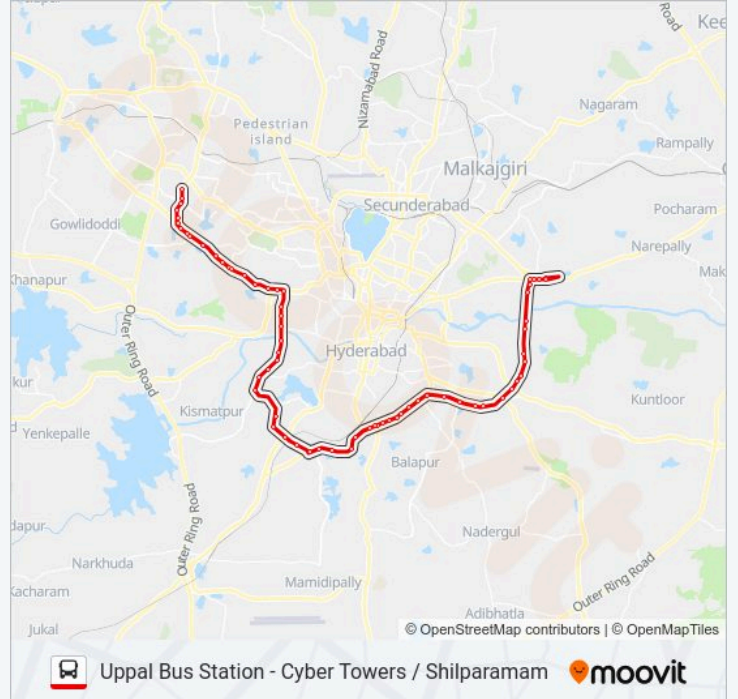 Road
Kee
Nizamabad Road
Nagaram
Pedestrian
island
Rampally
Malkajgiri
Secunderabad
Pocharam
Gowlidoddi
Narepally
Khanapur
Mak
Outer Ring Road
Hyderabad
kur
Kismatpur
Kuntloor
Yenkepalle
Balapur
dapur
Outer Ring Road
Nadergul
Narkhuda
Outer Ring Road
Mamidipally
Kacharam
Adibhatla
Jukal
© OpenStreetMap contributors | © OpenMapTiles
Uppal Bus Station - Cyber Towers / Shilparamam
moovit